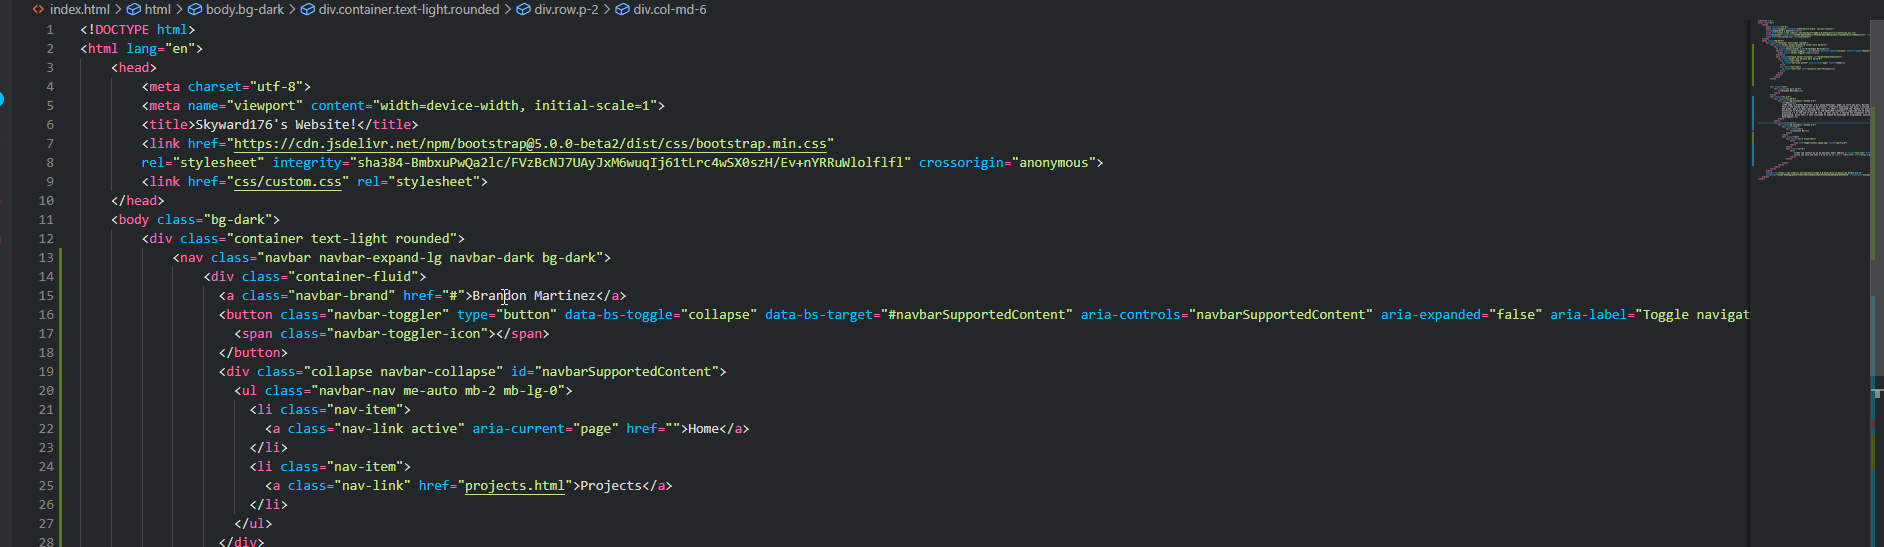 index.html > html > body.bg-dark > div.container.text-light.rounded > div.row.p-2 > div.col-md-6
1 <!DOCTYPE html>
2 <html lang="en">
3 <head>
4 <meta charset="utf-8">
5 <meta name="viewport" content="width=device-width, initial-scale=1">
6 <title>Skyward176's Website!</title>
7 <link href="https://cdn.jsdelivr.net/npm/bootstrap@5.0.0-beta2/dist/css/bootstrap.min.css"
8 rel="stylesheet" integrity="sha384-BmbxuPwQa2lc/FVzBcNJ7UAyJxM6wuqIj61tLrc4wSX0szH/Ev+nYRRuWlolflfl" crossorigin="anonymous">
9 <link href="css/custom.css" rel="stylesheet">
10 </head>
11 <body class="bg-dark">
12 <div class="container text-light rounded">
13 <nav class="navbar navbar-expand-lg navbar-dark bg-dark">
14 <div class="container-fluid">
15 <a class="navbar-brand" href="#">Brandon Martinez</a>
16 <button class="navbar-toggler" type="button" data-bs-toggle="collapse" data-bs-target="#navbarSupportedContent" aria-controls="navbarSupportedContent" aria-expanded="false" aria-label="Toggle navigat
17 <span class="navbar-toggler-icon"></span>
18 </button>
19 <div class="collapse navbar-collapse" id="navbarSupportedContent">
20 <ul class="navbar-nav me-auto mb-2 mb-lg-0">
21 <li class="nav-item">
22 <a class="nav-link active" aria-current="page" href="">Home</a>
23 </li>
24 <li class="nav-item">
25 <a class="nav-link" href="projects.html">Projects</a>
26 </li>
27 </ul>
28 </div>